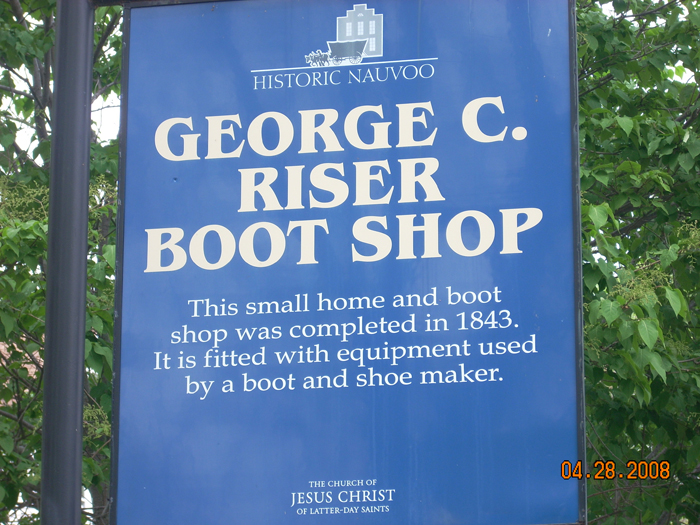 HISTORIC NAUVOO
GEORGE C.
RISER
BOOT SHOP
This small home and boot
shop was completed in 1843.
It is fitted with equipment used
by a boot and shoe maker.
THE CHURCH OF
JESUS CHRIST
OF LATTER-DAY SAINTS
04.28.2008